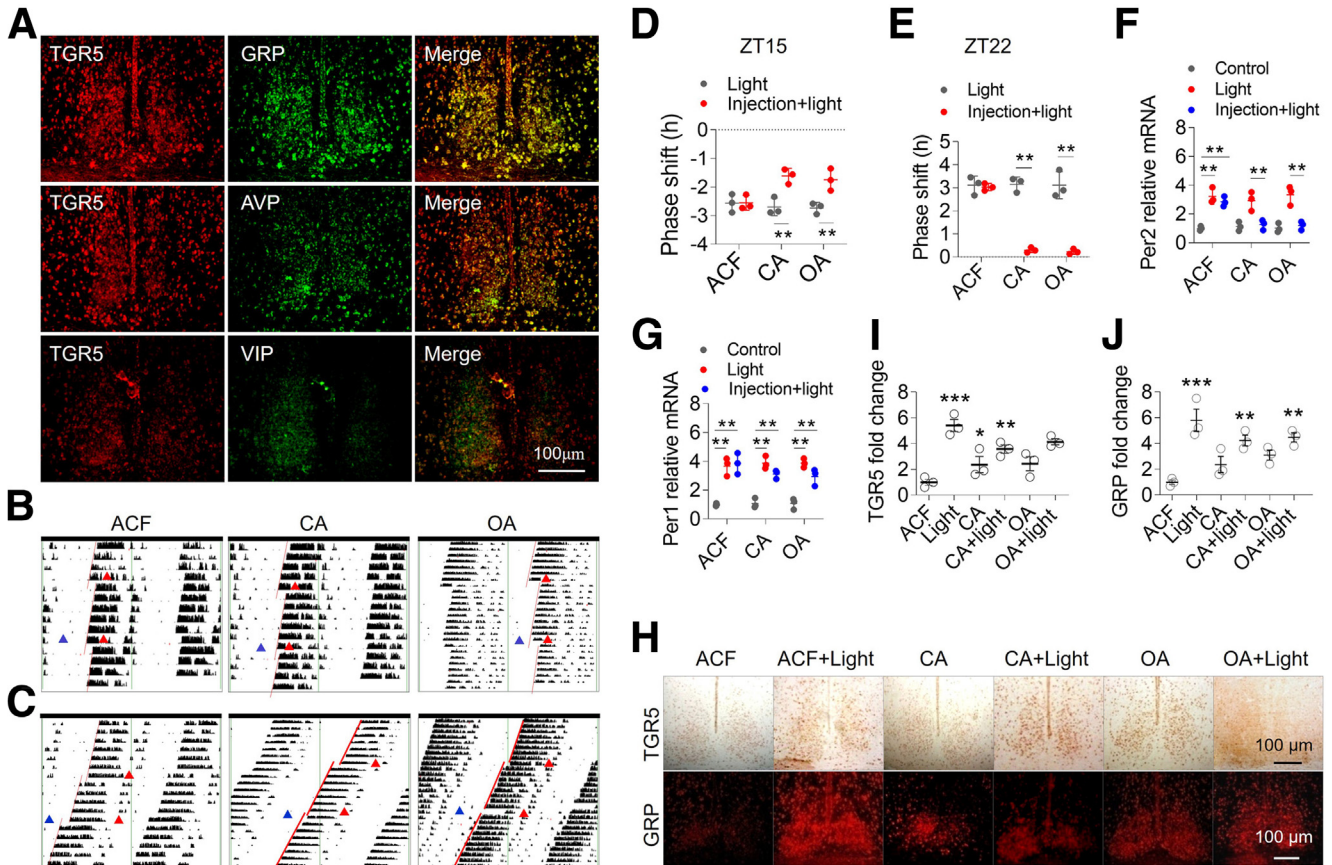 A
TGR5
GRP
Merge
TGR5
AVP
Merge
TGR5
VIP
Merge
100μm
B
ACF
CA
OA
C
D
ZT15
Light
Injection+light
Phase shift (h)
0
-1
-2
-3
-4
**
**
ACF
CA
OA
E
ZT22
Light
Injection+light
Phase shift (h)
5
4
3
2
1
0
**
**
ACF
CA
OA
F
Control
Light
Injection+light
Per2 relative mRNA
8
6
4
2
0
**
**
**
**
ACF
CA
OA
G
Control
Light
Injection+light
Per1 relative mRNA
8
6
4
2
0
** ** **
** ** **
ACF
CA
OA
I
TGR5 fold change
8
6
4
2
0
***
*
**
ACF
Light
CA
CA+light
OA
OA+light
J
GRP fold change
8
6
4
2
0
***
**
**
ACF
Light
CA
CA+light
OA
OA+light
H
ACF
ACF+Light
CA
CA+Light
OA
OA+Light
TGR5
100 μm
GRP
100 μm